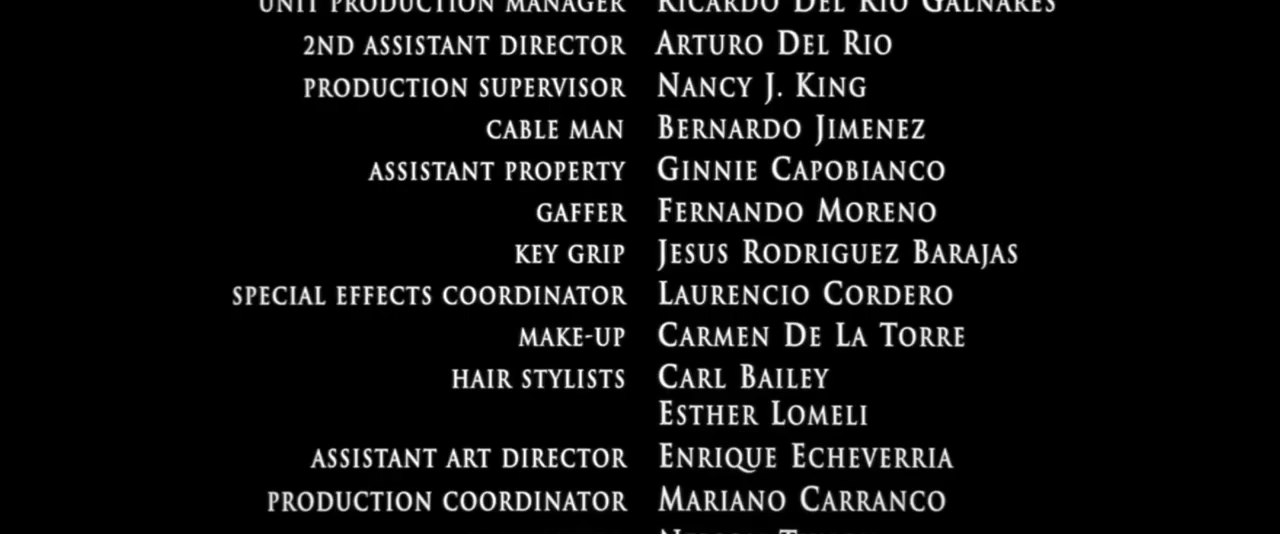 UNIT PRODUCTION MANAGER RICARDO DEL RIO GALNARES
2ND ASSISTANT DIRECTOR ARTURO DEL RIO
PRODUCTION SUPERVISOR NANCY J. KING
CABLE MAN BERNARDO JIMENEZ
ASSISTANT PROPERTY GINNIE CAPOBIANCO
GAFFER FERNANDO MORENO
KEY GRIP JESUS RODRIGUEZ BARAJAS
SPECIAL EFFECTS COORDINATOR LAURENCIO CORDERO
MAKE-UP CARMEN DE LA TORRE
HAIR STYLISTS CARL BAILEY
ESTHER LOMELI
ASSISTANT ART DIRECTOR ENRIQUE ECHEVERRIA
PRODUCTION COORDINATOR MARIANO CARRANCO